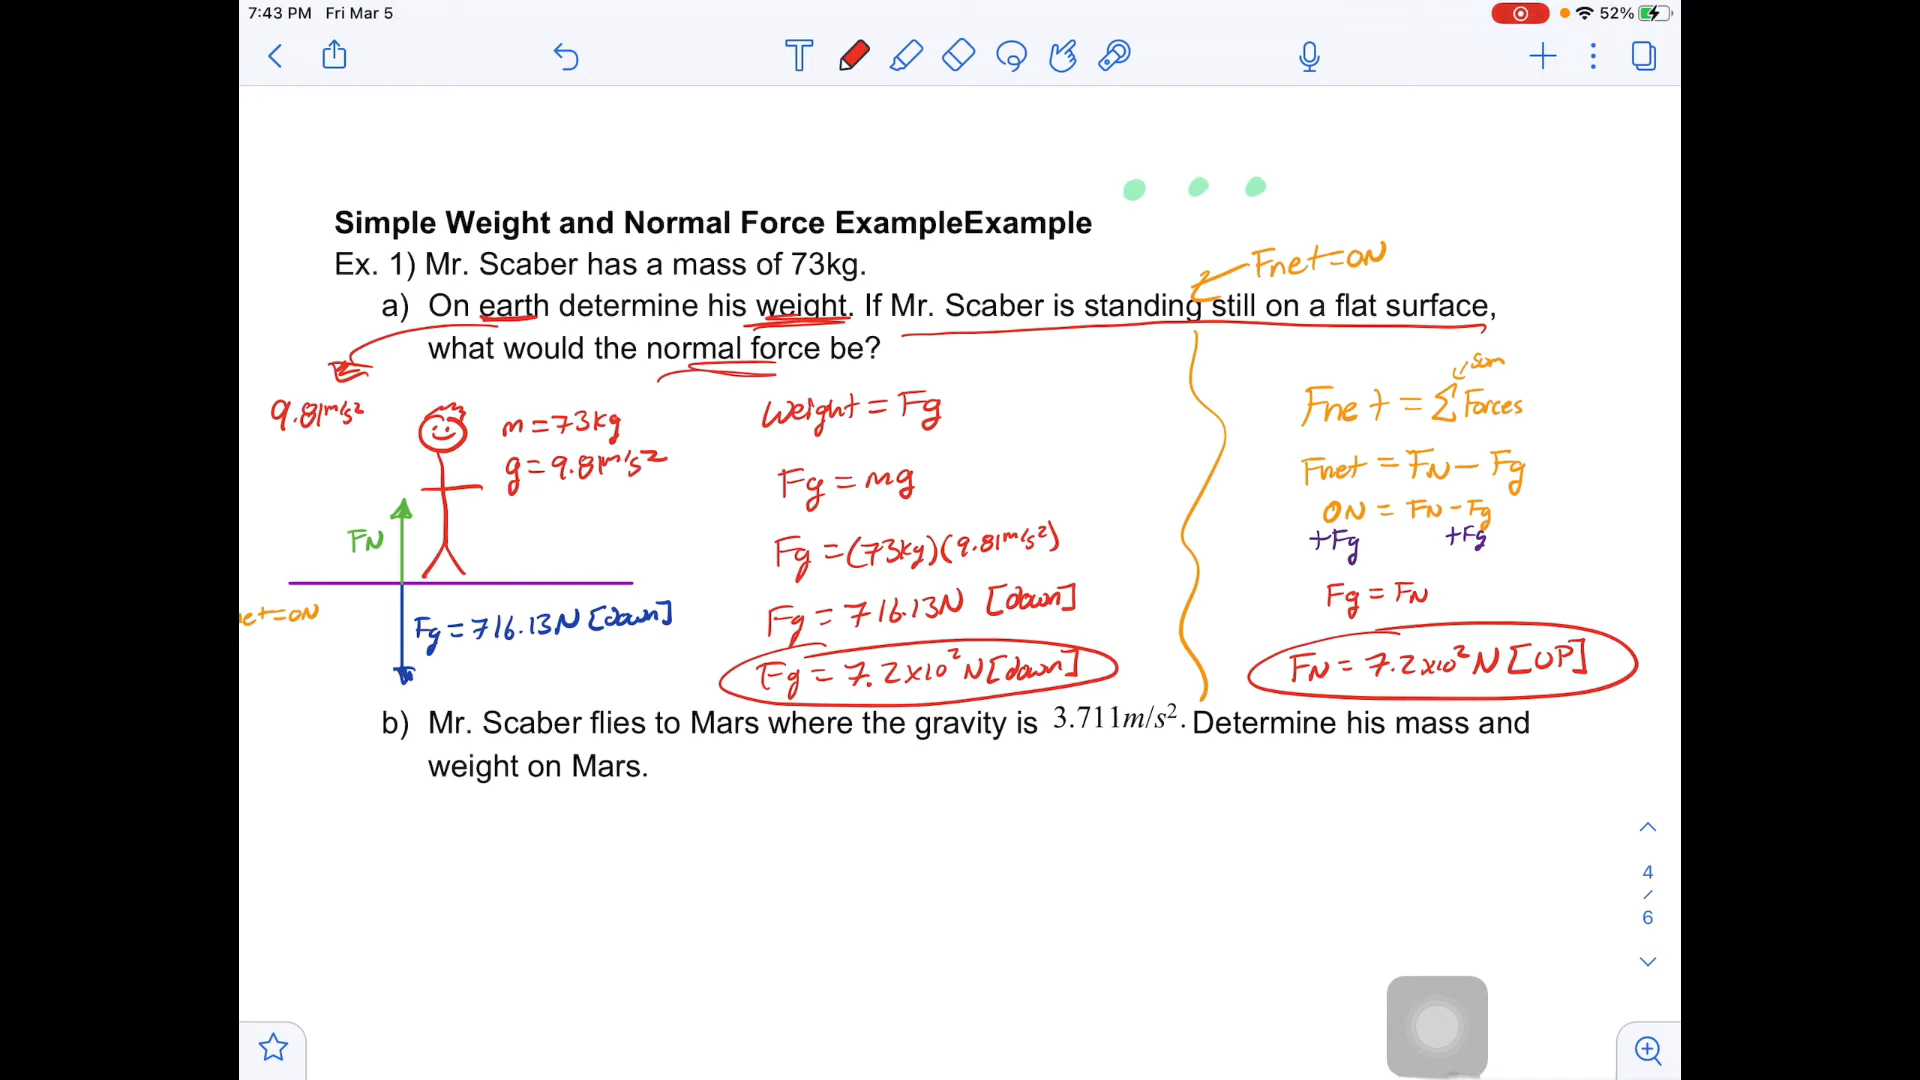 7:43 PM Fri Mar 5
52%
T
Simple Weight and Normal Force ExampleExample
Fnet=0N
Ex. 1) Mr. Scaber has a mass of 73kg.
a) On earth determine his weight. If Mr. Scaber is standing still on a flat surface,
what would the normal force be?
9.81m/s²
m=73kg
g=9.81m/s²
FN
et=0N
Fg=716.13N [down]
Weight = Fg
Fg = mg
Fg =(73kg)(9.81m/s²)
Fg = 716.13N [down]
Fg = 7.2x10² N[down]
sum
Fnet = Σ Forces
Fnet = FN - Fg
0N = FN - Fg
+Fg +Fg
Fg = FN
FN = 7.2x10² N [UP]
b) Mr. Scaber flies to Mars where the gravity is 3.711m/s². Determine his mass and
weight on Mars.
4
/
6